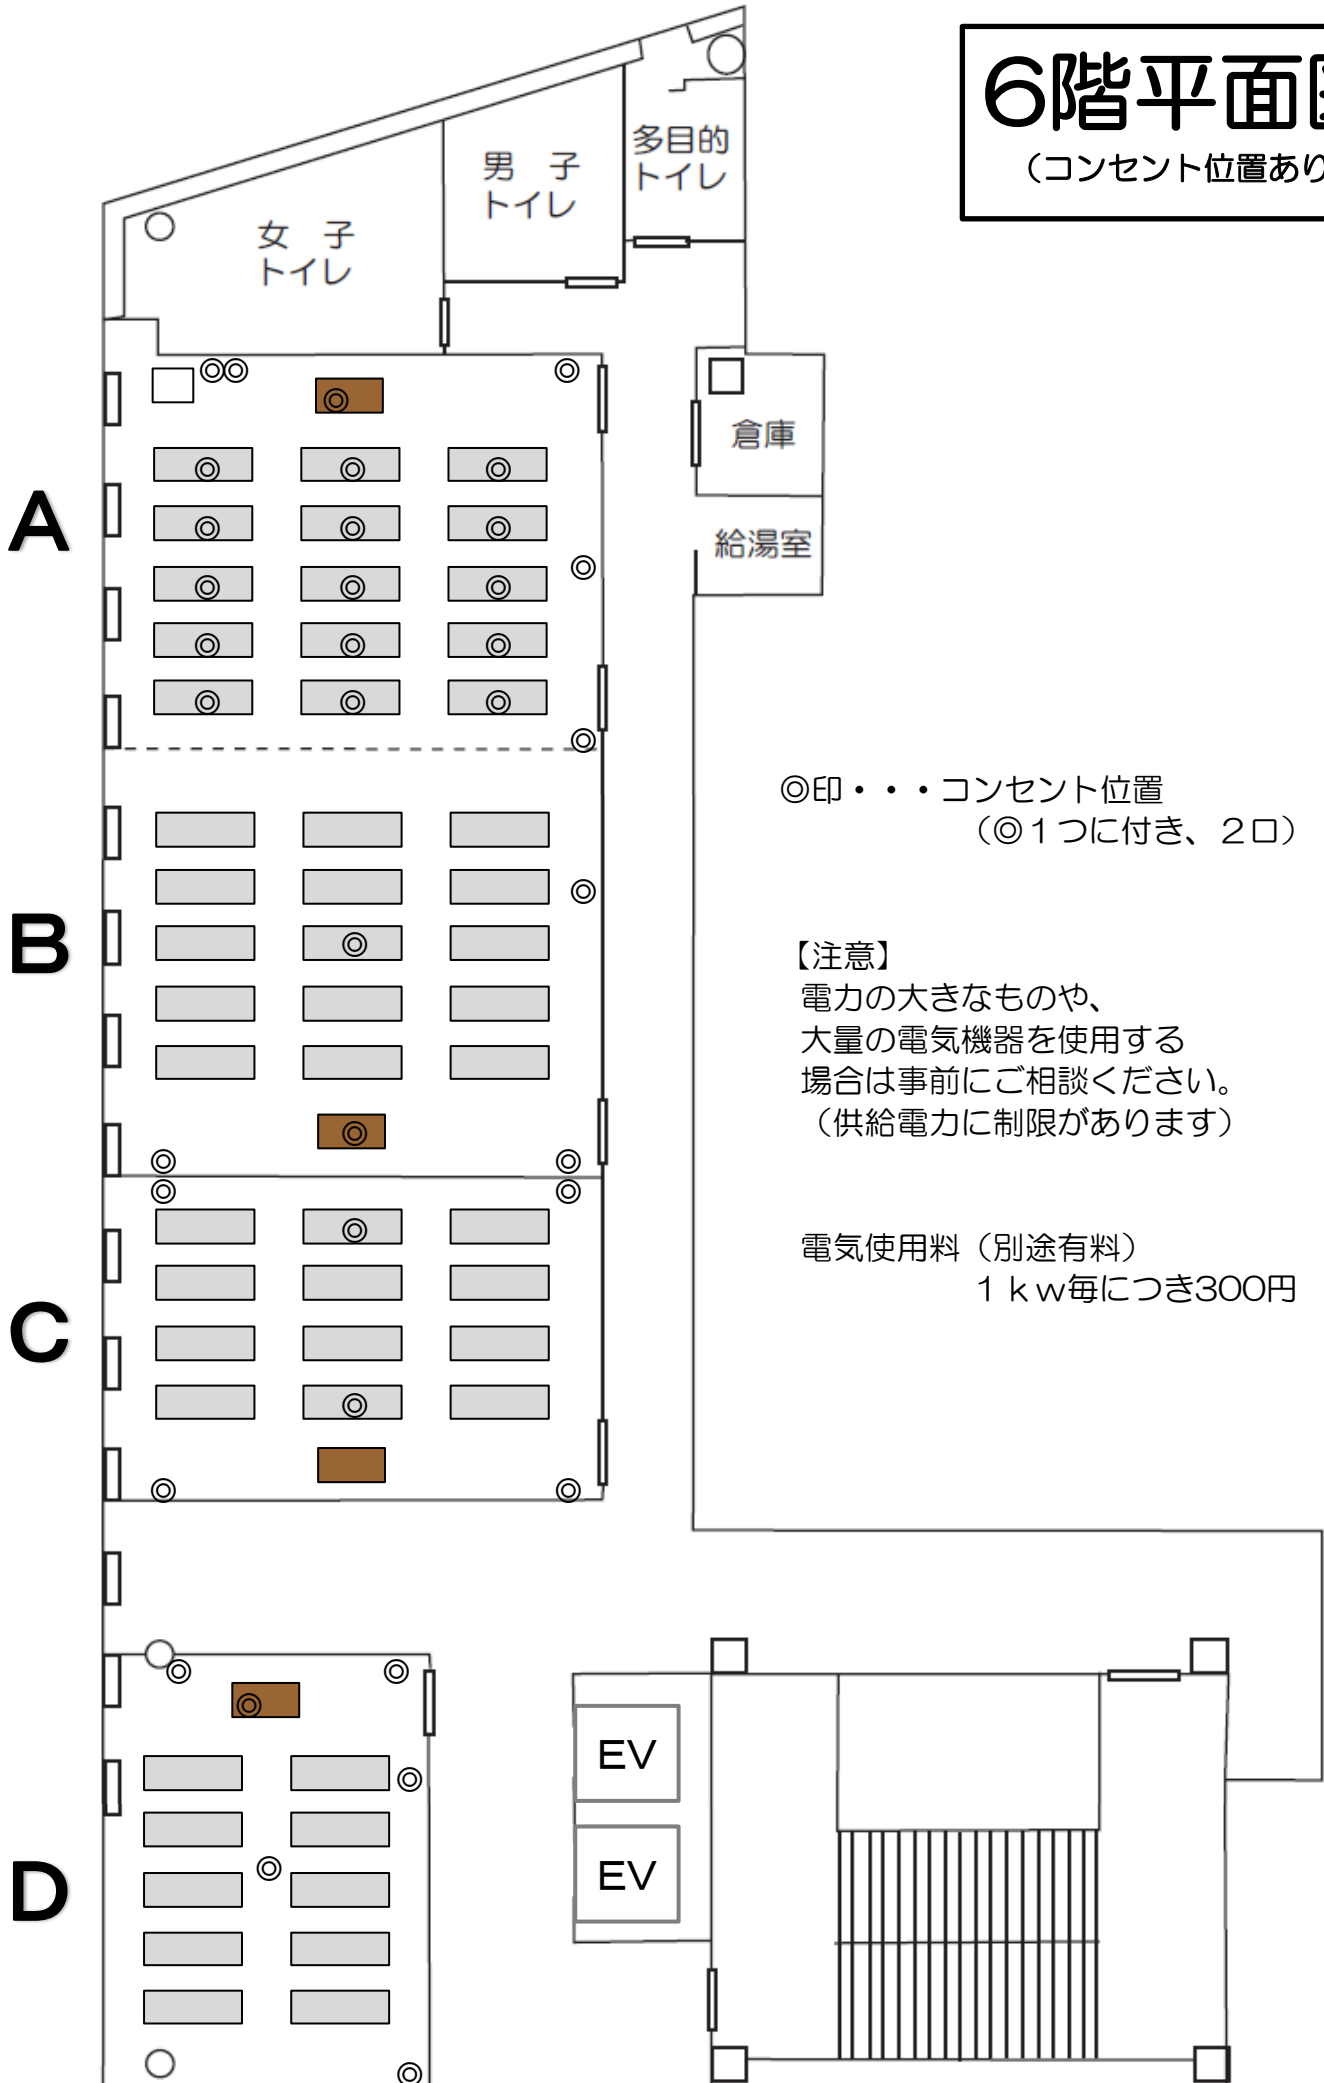 6階平面
（コンセント位置あり
多目的
トイレ
男　子
トイレ
女　子
トイレ
倉庫
給湯室
A
◎印・・・コンセント位置
（◎１つに付き、２口）
B
【注意】
電力の大きなものや、
大量の電気機器を使用する
場合は事前にご相談ください。
（供給電力に制限があります）
電気使用料（別途有料）
１ｋｗ毎につき300円
C
EV
EV
D